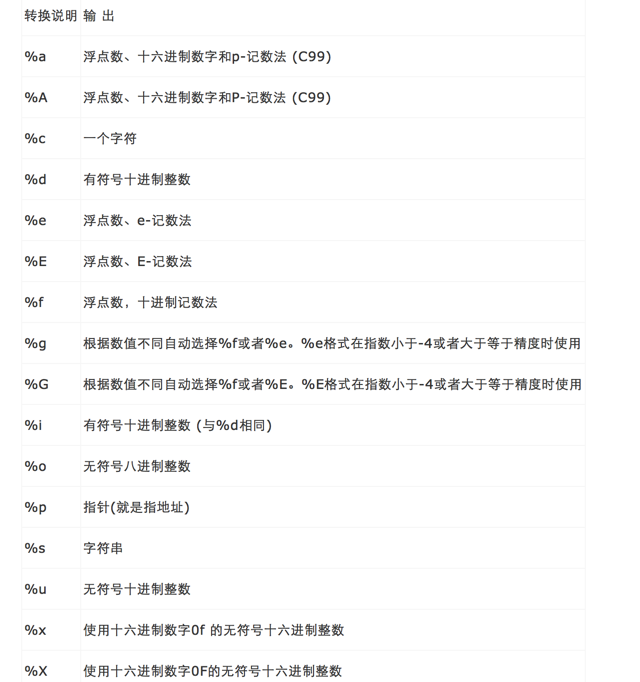 转换说明 输 出
%a 浮点数、十六进制数字和p-记数法 (C99)
%A 浮点数、十六进制数字和P-记数法 (C99)
%c 一个字符
%d 有符号十进制整数
%e 浮点数、e-记数法
%E 浮点数、E-记数法
%f 浮点数，十进制记数法
%g 根据数值不同自动选择%f或者%e。%e格式在指数小于-4或者大于等于精度时使用
%G 根据数值不同自动选择%f或者%E。%E格式在指数小于-4或者大于等于精度时使用
%i 有符号十进制整数 (与%d相同)
%o 无符号八进制整数
%p 指针(就是指地址)
%s 字符串
%u 无符号十进制整数
%x 使用十六进制数字0f 的无符号十六进制整数
%X 使用十六进制数字0F的无符号十六进制整数